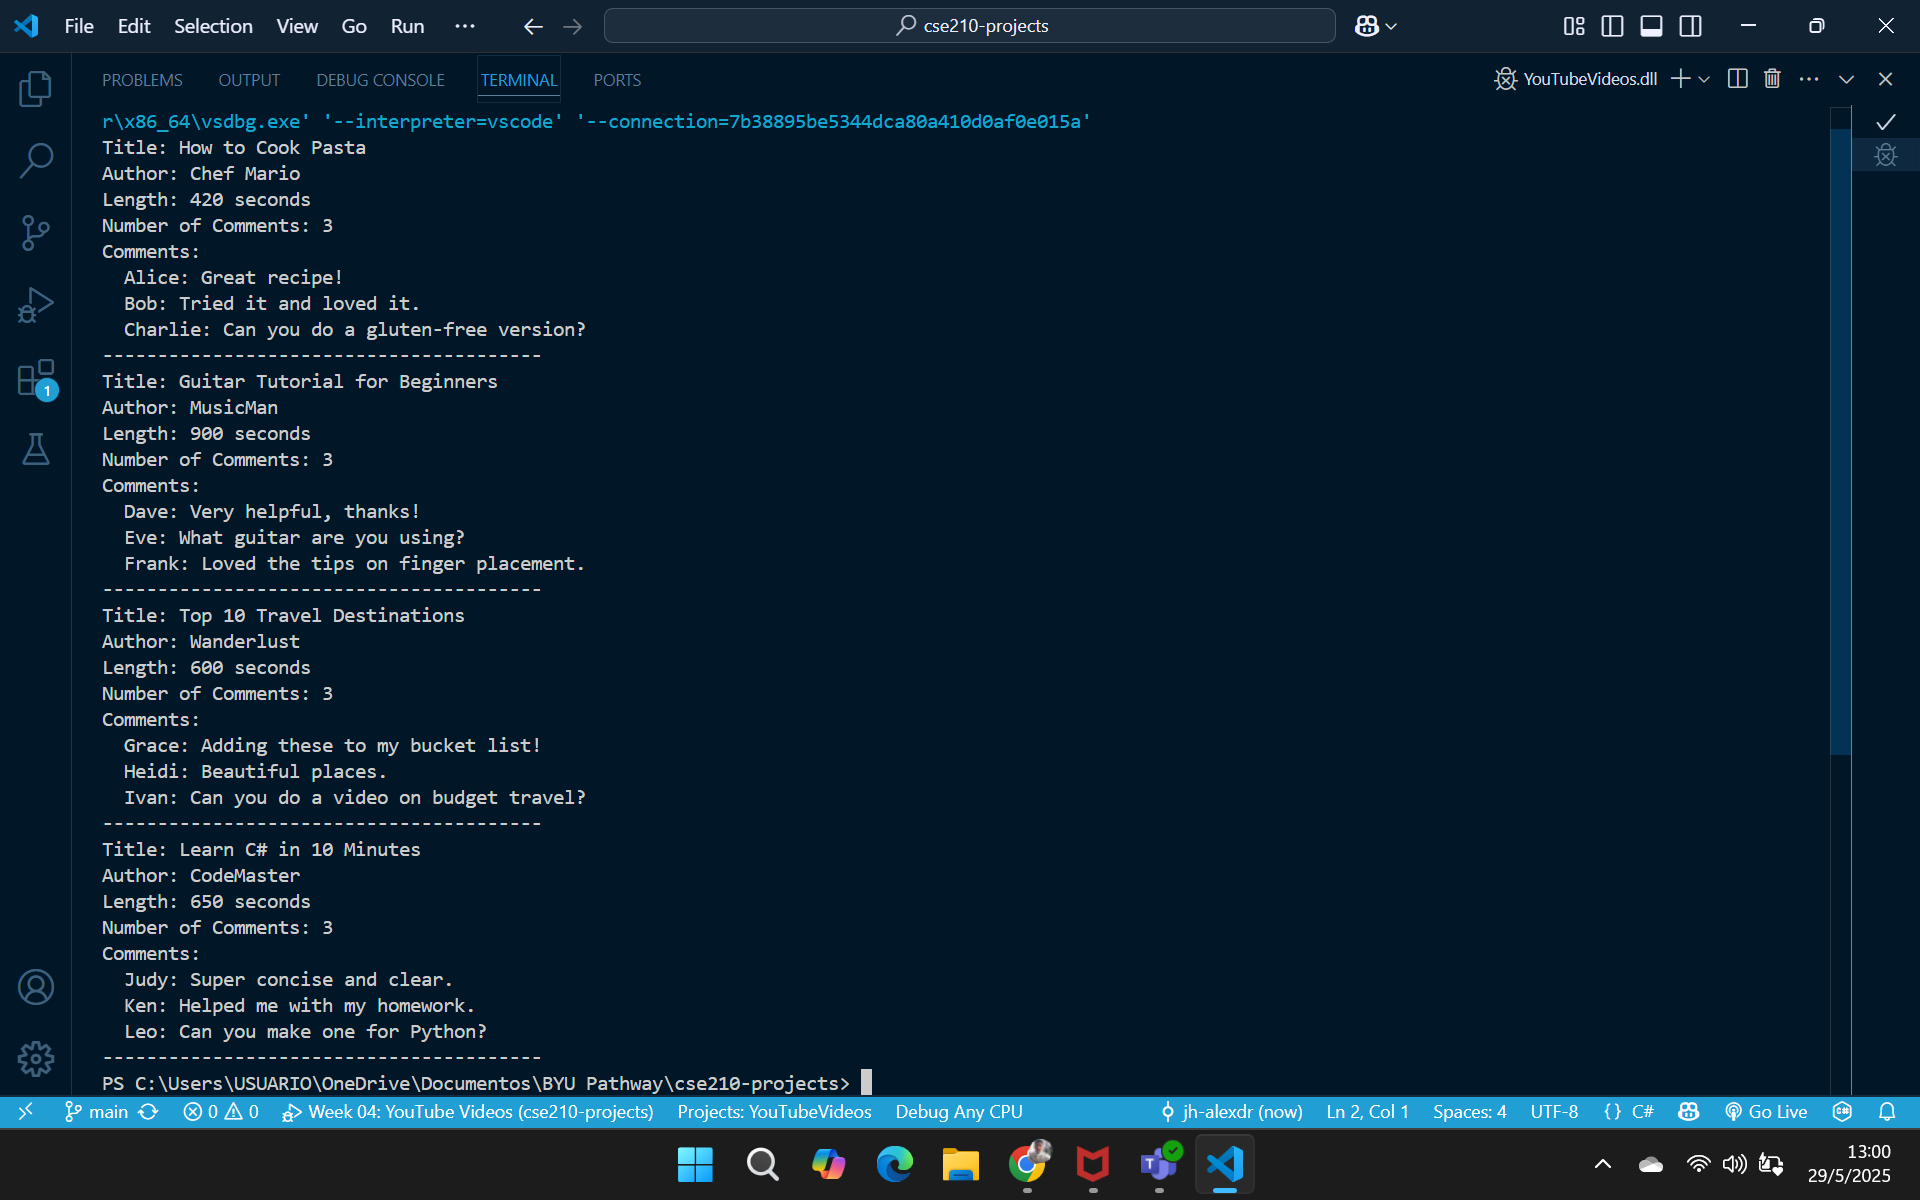 File Edit Selection View Go Run ··· cse210-projects
PROBLEMS OUTPUT DEBUG CONSOLE TERMINAL PORTS YouTubeVideos.dll
r\x86_64\vsdbg.exe' '--interpreter=vscode' '--connection=7b38895be5344dca80a410d0af0e015a'
Title: How to Cook Pasta
Author: Chef Mario
Length: 420 seconds
Number of Comments: 3
Comments:
  Alice: Great recipe!
  Bob: Tried it and loved it.
  Charlie: Can you do a gluten-free version?
----------------------------------------
Title: Guitar Tutorial for Beginners
Author: MusicMan
Length: 900 seconds
Number of Comments: 3
Comments:
  Dave: Very helpful, thanks!
  Eve: What guitar are you using?
  Frank: Loved the tips on finger placement.
----------------------------------------
Title: Top 10 Travel Destinations
Author: Wanderlust
Length: 600 seconds
Number of Comments: 3
Comments:
  Grace: Adding these to my bucket list!
  Heidi: Beautiful places.
  Ivan: Can you do a video on budget travel?
----------------------------------------
Title: Learn C# in 10 Minutes
Author: CodeMaster
Length: 650 seconds
Number of Comments: 3
Comments:
  Judy: Super concise and clear.
  Ken: Helped me with my homework.
  Leo: Can you make one for Python?
----------------------------------------
PS C:\Users\USUARIO\OneDrive\Documentos\BYU Pathway\cse210-projects>
1
main 0 0 Week 04: YouTube Videos (cse210-projects) Projects: YouTubeVideos Debug Any CPU jh-alexdr (now) Ln 2, Col 1 Spaces: 4 UTF-8 {} C# Go Live
13:00
29/5/2025